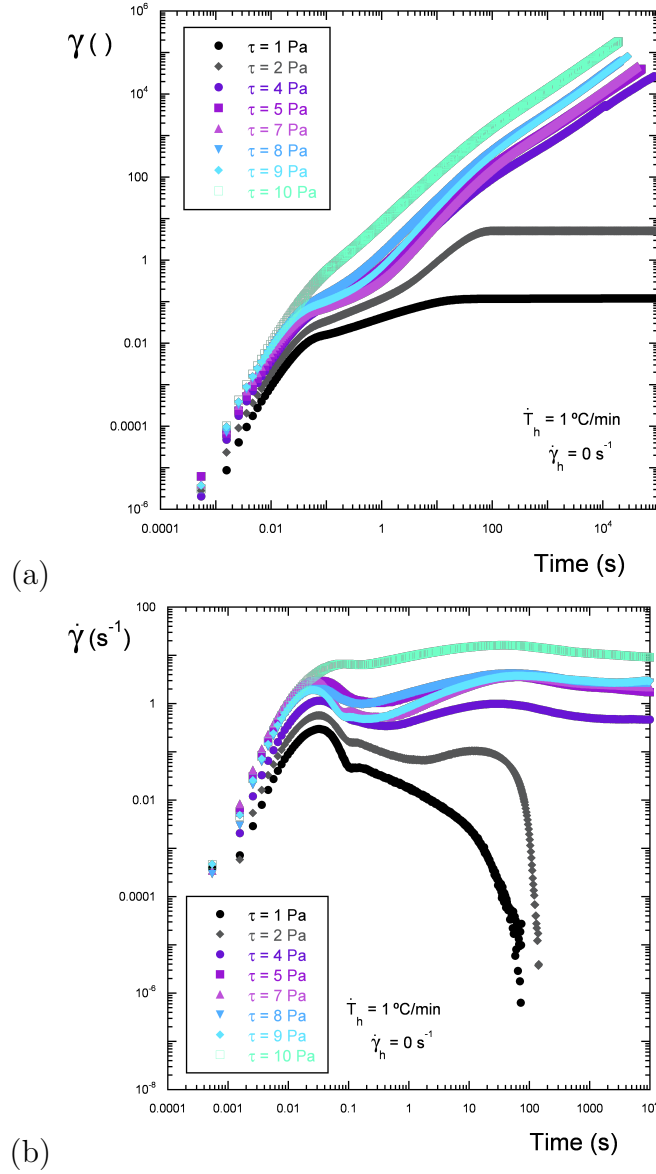 10⁶
γ ()
τ = 1 Pa
τ = 2 Pa
τ = 4 Pa
τ = 5 Pa
τ = 7 Pa
τ = 8 Pa
τ = 9 Pa
τ = 10 Pa
10⁴
100
1
0.01
0.0001
10⁻⁶
Ṫₕ = 1 ºC/min
γ̇ₕ = 0 s⁻¹
0.0001 0.01 1 100 10⁴
Time (s)
(a)
100
γ̇ (s⁻¹)
1
0.01
0.0001
10⁻⁶
10⁻⁸
τ = 1 Pa
τ = 2 Pa
τ = 4 Pa
τ = 5 Pa
τ = 7 Pa
τ = 8 Pa
τ = 9 Pa
τ = 10 Pa
Ṫₕ = 1 ºC/min
γ̇ₕ = 0 s⁻¹
0.0001 0.001 0.01 0.1 1 10 100 1000 10
Time (s)
(b)